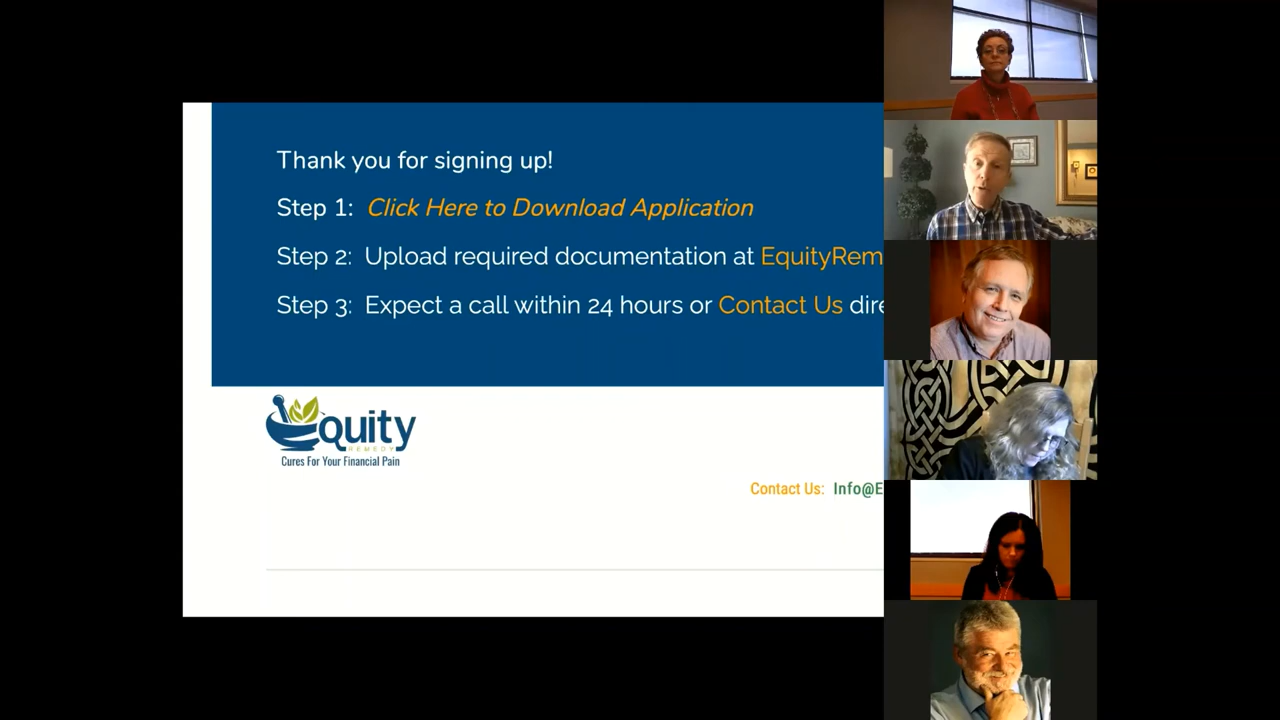 Thank you for signing up!
Step 1: Click Here to Download Application
Step 2: Upload required documentation at EquityRem
Step 3: Expect a call within 24 hours or Contact Us dire
Equity
REMEDY
Cures For Your Financial Pain
Contact Us: Info@E